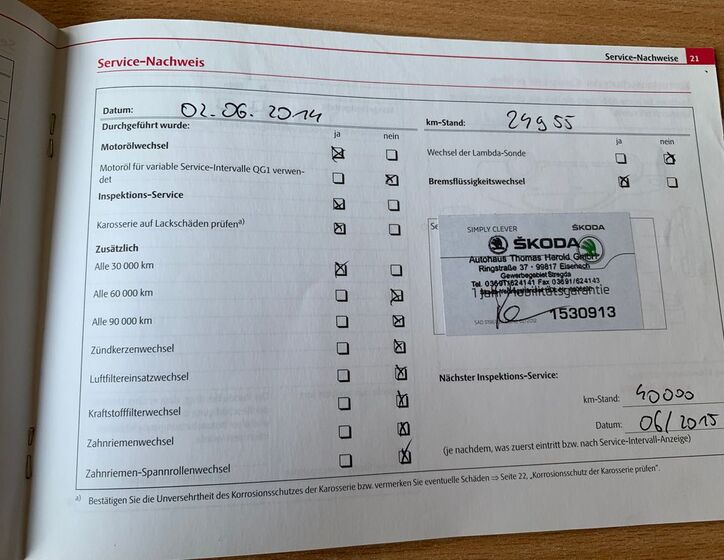 Service-Nachweise 21
Service-Nachweis
Datum: 02.06.2014
km-Stand: 24955
Durchgeführt wurde:
ja nein
ja nein
Motorölwechsel
Motoröl für variable Service-Intervalle QG1 verwen-
det
Inspektions-Service
Karosserie auf Lackschäden prüfen a)
Zusätzlich
Alle 30 000 km
Alle 60 000 km
Alle 90 000 km
Zündkerzenwechsel
Luftfiltereinsatzwechsel
Kraftstofffilterwechsel
Zahnriemenwechsel
Zahnriemen-Spannrollenwechsel
Wechsel der Lambda-Sonde
Bremsflüssigkeitswechsel
Se
SIMPLY CLEVER ŠKODA
ŠKODA
Autohaus Thomas Harold GmbH
Ringstraße 37 - 99817 Eisenach
Gewerbegebiet Stregda
Tel. 03691/624141 Fax 03691/624143
1 Jahr Mobilitätsgarantie
1530913
Nächster Inspektions-Service:
km-Stand: 40000
Datum: 06/2015
(je nachdem, was zuerst eintritt bzw. nach Service-Intervall-Anzeige)
a) Bestätigen Sie die Unversehrtheit des Korrosionsschutzes der Karosserie bzw. vermerken Sie eventuelle Schäden ⇒ Seite 22, „Korrosionsschutz der Karosserie prüfen".